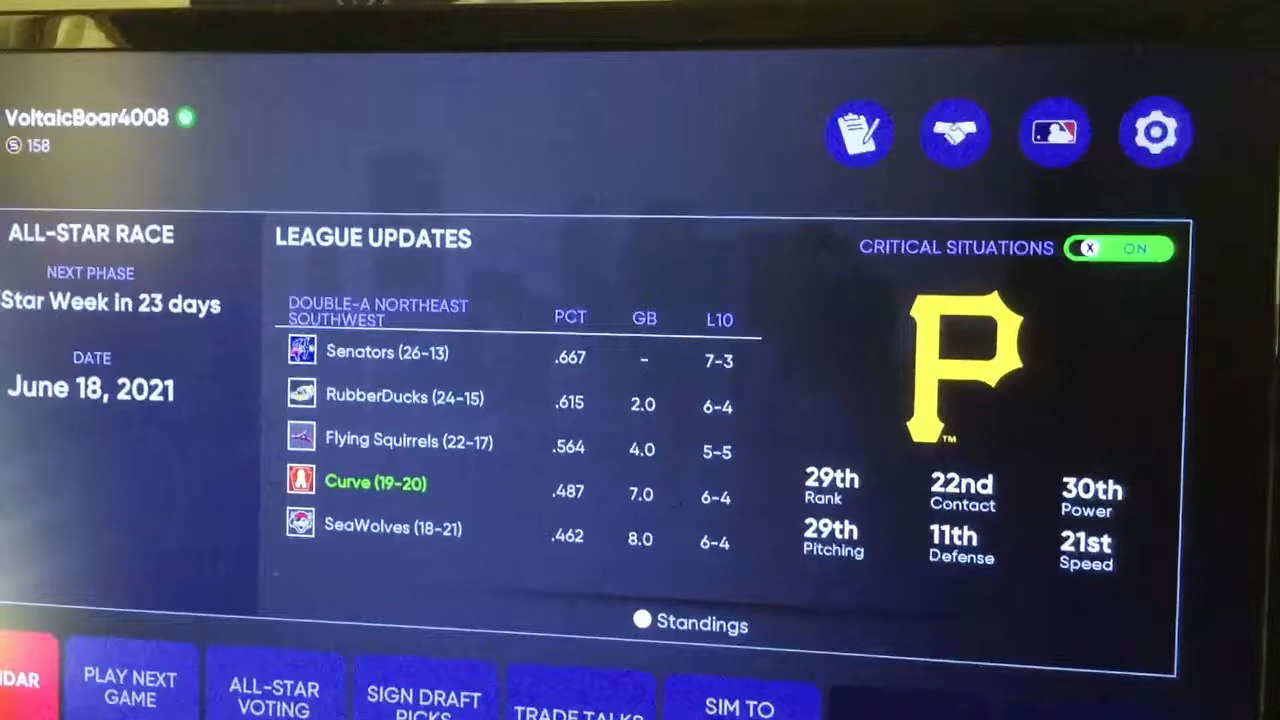 VoltaicBoar4008
S 158
ALL-STAR RACE
NEXT PHASE
Star Week in 23 days
DATE
June 18, 2021
LEAGUE UPDATES
CRITICAL SITUATIONS X ON
DOUBLE-A NORTHEAST
SOUTHWEST PCT GB L10
Senators (26-13) .667 - 7-3
RubberDucks (24-15) .615 2.0 6-4
Flying Squirrels (22-17) .564 4.0 5-5
Curve (19-20) .487 7.0 6-4
SeaWolves (18-21) .462 8.0 6-4
P TM
29th 22nd 30th
Rank Contact Power
29th 11th 21st
Pitching Defense Speed
Standings
NDAR
PLAY NEXT
GAME
ALL-STAR
VOTING
SIGN DRAFT
PICKS
TRADE TALKS
SIM TO